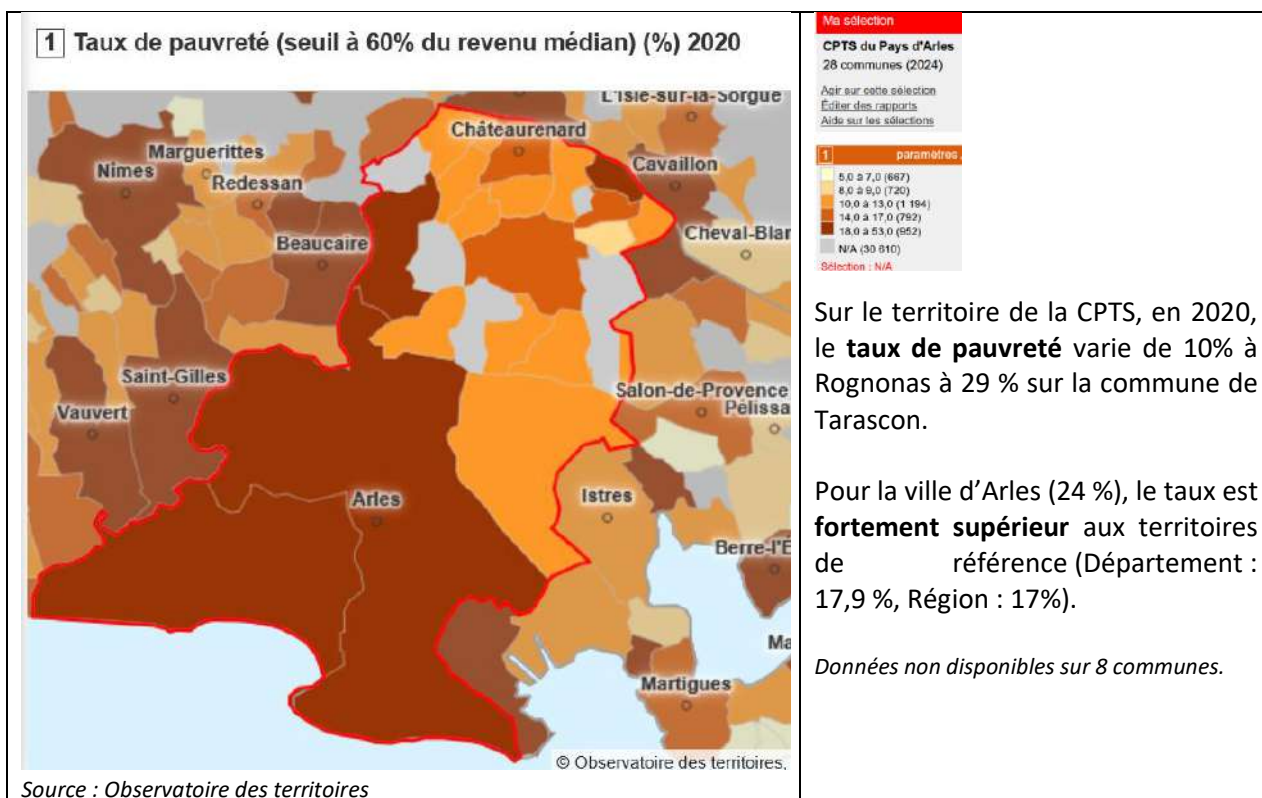 1 Taux de pauvreté (seuil à 60% du revenu médian) (%) 2020
L'Isle-sur-la-Sorgue
Châteaurenard
Marguerittes
Nimes
Cavaillon
Redessan
Cheval-Blar
Beaucaire
Saint-Gilles
Salon-de-Provence
Pélissa
Vauvert
Arles
Istres
Berre-l'E
Ma
Martigues
© Observatoire des territoires,
Source : Observatoire des territoires
Ma sélection
CPTS du Pays d'Arles
28 communes (2024)
Agir sur cette sélection
Éditer des rapports
Aide sur les sélections
1 paramètres
5,0 à 7,0 (667)
8,0 à 9,0 (720)
10,0 à 13,0 (1 194)
14,0 à 17,0 (792)
18,0 à 53,0 (952)
N/A (30 610)
Sélection : N/A
Sur le territoire de la CPTS, en 2020,
le taux de pauvreté varie de 10% à
Rognonas à 29 % sur la commune de
Tarascon.
Pour la ville d’Arles (24 %), le taux est
fortement supérieur aux territoires
de référence (Département :
17,9 %, Région : 17%).
Données non disponibles sur 8 communes.